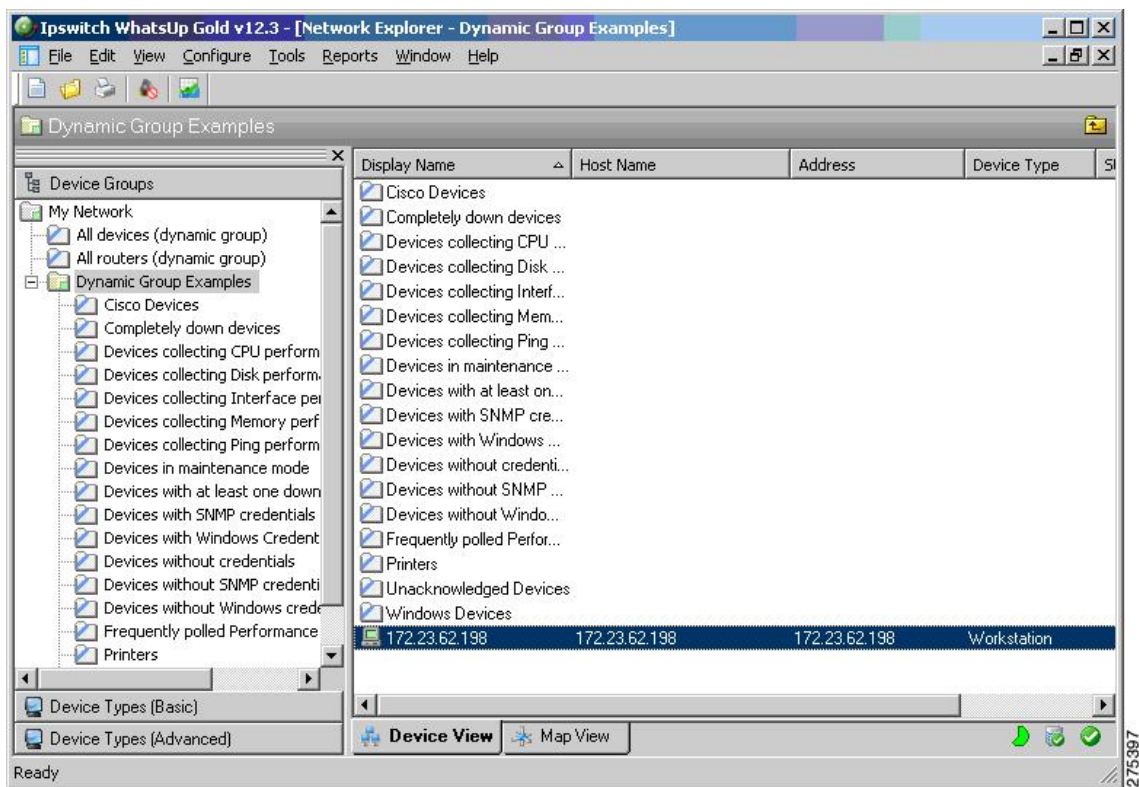 Ipswitch WhatsUp Gold v12.3 - [Network Explorer - Dynamic Group Examples]
File Edit View Configure Tools Reports Window Help
Dynamic Group Examples
Device Groups
My Network
All devices (dynamic group)
All routers (dynamic group)
Dynamic Group Examples
Cisco Devices
Completely down devices
Devices collecting CPU perform
Devices collecting Disk perform
Devices collecting Interface per
Devices collecting Memory perf
Devices collecting Ping perform
Devices in maintenance mode
Devices with at least one down
Devices with SNMP credentials
Devices with Windows Credent
Devices without credentials
Devices without SNMP credenti
Devices without Windows crede
Frequently polled Performance
Printers
Device Types (Basic)
Device Types (Advanced)
Display Name Host Name Address Device Type
Cisco Devices
Completely down devices
Devices collecting CPU ...
Devices collecting Disk ...
Devices collecting Interf...
Devices collecting Mem...
Devices collecting Ping ...
Devices in maintenance ...
Devices with at least on...
Devices with SNMP cre...
Devices with Windows ...
Devices without credenti...
Devices without SNMP ...
Devices without Windo...
Frequently polled Perfor...
Printers
Unacknowledged Devices
Windows Devices
172.23.62.198 172.23.62.198 172.23.62.198 Workstation
Device View Map View
Ready
275397